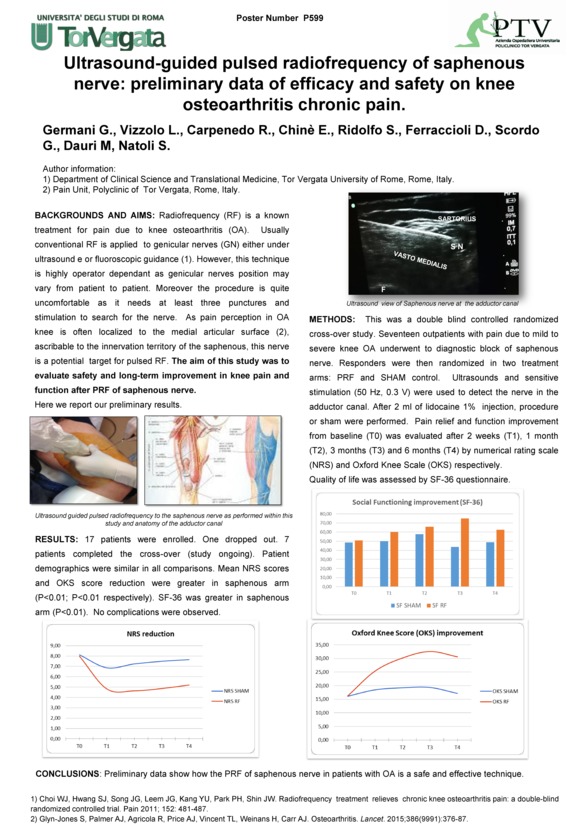 UNIVERSITA' DEGLI STUDI DI ROMA
TorVergata
Poster Number P599
PTV
Azienda Ospedaliera Universitaria
POLICLINICO TOR VERGATA
Ultrasound-guided pulsed radiofrequency of saphenous
nerve: preliminary data of efficacy and safety on knee
osteoarthritis chronic pain.
Germani G., Vizzolo L., Carpenedo R., Chinè E., Ridolfo S., Ferraccioli D., Scordo
G., Dauri M, Natoli S.
Author information:
1) Department of Clinical Science and Translational Medicine, Tor Vergata University of Rome, Rome, Italy.
2) Pain Unit, Polyclinic of Tor Vergata, Rome, Italy.
BACKGROUNDS AND AIMS: Radiofrequency (RF) is a known
treatment for pain due to knee osteoarthritis (OA). Usually
conventional RF is applied to genicular nerves (GN) either under
ultrasound e or fluoroscopic guidance (1). However, this technique
is highly operator dependant as genicular nerves position may
vary from patient to patient. Moreover the procedure is quite
uncomfortable as it needs at least three punctures and
stimulation to search for the nerve. As pain perception in OA
knee is often localized to the medial articular surface (2),
ascribable to the innervation territory of the saphenous, this nerve
is a potential target for pulsed RF. The aim of this study was to
evaluate safety and long-term improvement in knee pain and
function after PRF of saphenous nerve.
Here we report our preliminary results.
Ultrasound guided pulsed radiofrequency to the saphenous nerve as performed within this
study and anatomy of the adductor canal
RESULTS: 17 patients were enrolled. One dropped out. 7
patients completed the cross-over (study ongoing). Patient
demographics were similar in all comparisons. Mean NRS scores
and OKS score reduction were greater in saphenous arm
(P<0.01; P<0.01 respectively). SF-36 was greater in saphenous
arm (P<0.01). No complications were observed.
NRS reduction
9,00
8,00
7,00
6,00
5,00
4,00
3,00
2,00
1,00
0,00
T0 T1 T2 T3 T4
NRS SHAM
NRS RF
SARTORIUS
S N
VASTO MEDIALIS
F
99%
IM
0,7
ITT
0,1
Ultrasound view of Saphenous nerve at the adductor canal
METHODS: This was a double blind controlled randomized
cross-over study. Seventeen outpatients with pain due to mild to
severe knee OA underwent to diagnostic block of saphenous
nerve. Responders were then randomized in two treatment
arms: PRF and SHAM control. Ultrasounds and sensitive
stimulation (50 Hz, 0.3 V) were used to detect the nerve in the
adductor canal. After 2 ml of lidocaine 1% injection, procedure
or sham were performed. Pain relief and function improvement
from baseline (T0) was evaluated after 2 weeks (T1), 1 month
(T2), 3 months (T3) and 6 months (T4) by numerical rating scale
(NRS) and Oxford Knee Scale (OKS) respectively.
Quality of life was assessed by SF-36 questionnaire.
Social Functioning improvement (SF-36)
80,00
70,00
60,00
50,00
40,00
30,00
20,00
10,00
0,00
T0 T1 T2 T3 T4
SF SHAM SF RF
Oxford Knee Score (OKS) improvement
35,00
30,00
25,00
20,00
15,00
10,00
5,00
0,00
T0 T1 T2 T3 T4
OKS SHAM
OKS RF
CONCLUSIONS: Preliminary data show how the PRF of saphenous nerve in patients with OA is a safe and effective technique.
1) Choi WJ, Hwang SJ, Song JG, Leem JG, Kang YU, Park PH, Shin JW. Radiofrequency treatment relieves chronic knee osteoarthritis pain: a double-blind
randomized controlled trial. Pain 2011; 152: 481-487.
2) Glyn-Jones S, Palmer AJ, Agricola R, Price AJ, Vincent TL, Weinans H, Carr AJ. Osteoarthritis. Lancet. 2015;386(9991):376-87.